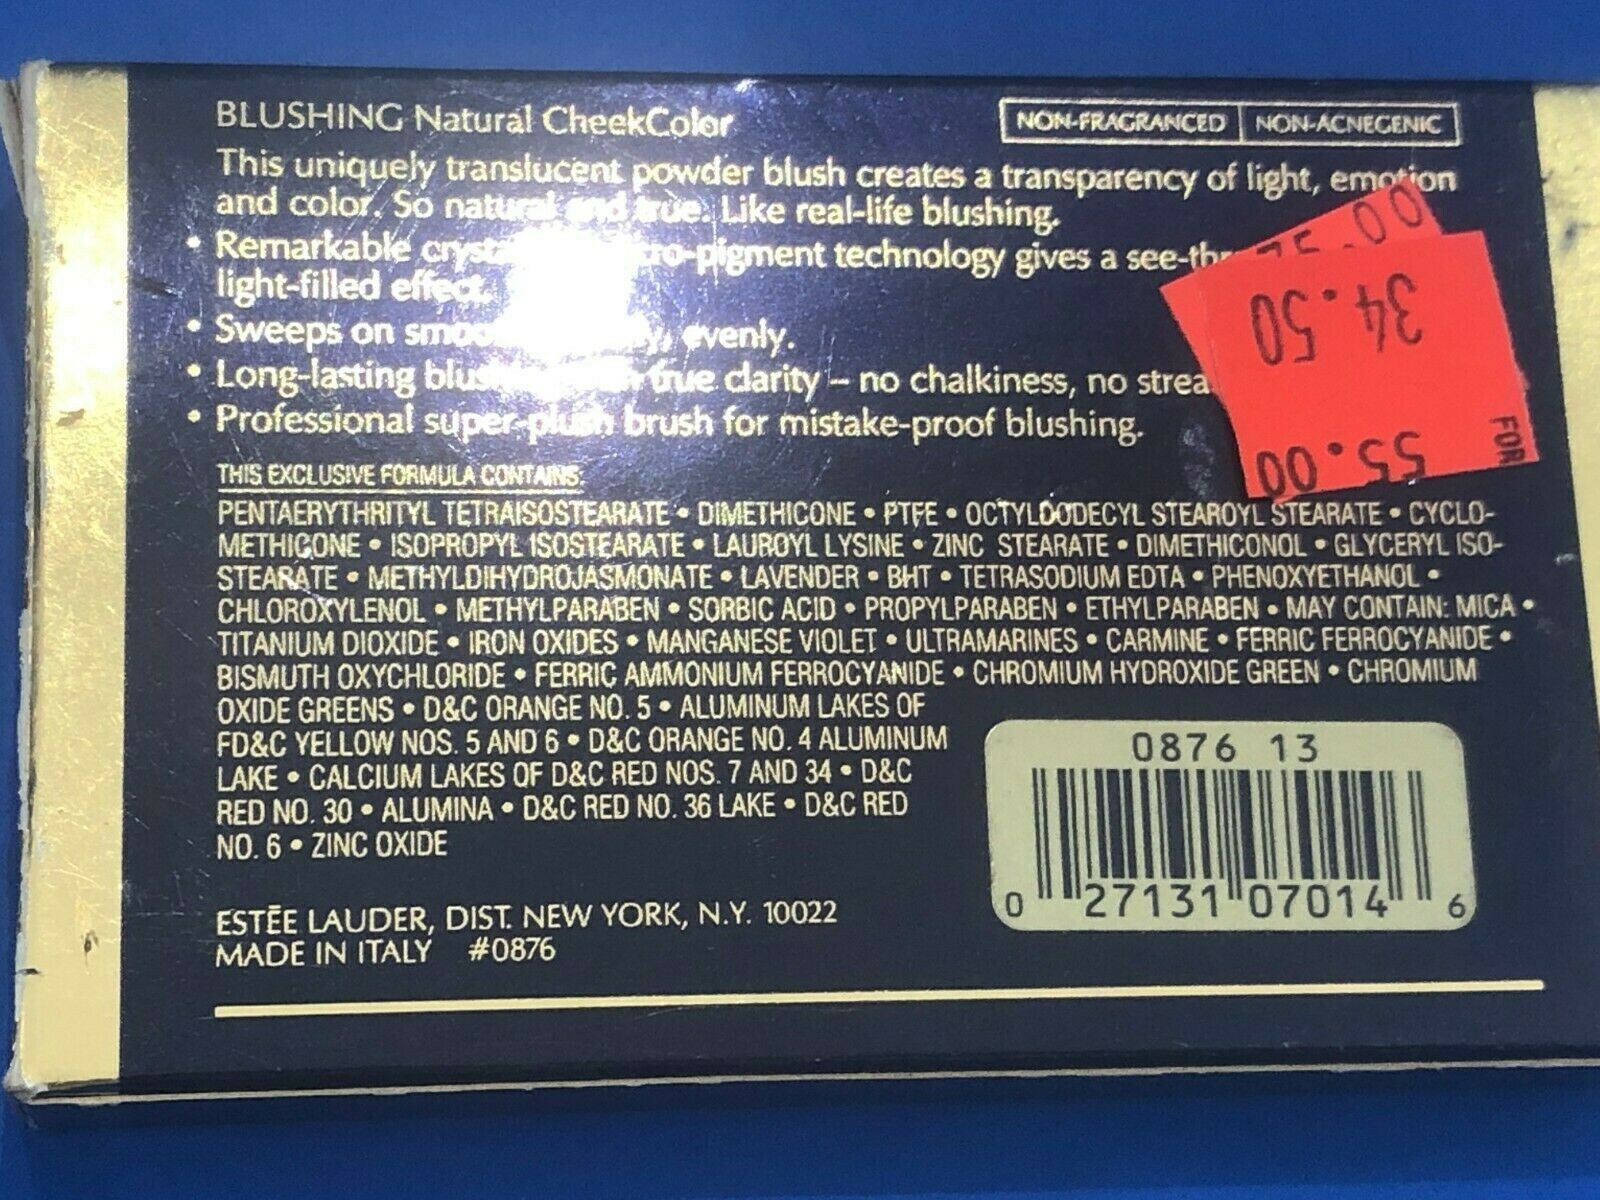 BLUSHING Natural CheekColor
NON-FRAGRANCED NON-ACNEGENIC
This uniquely translucent powder blush creates a transparency of light, emotion
and color. So natural and true. Like real-life blushing.
• Remarkable pigment technology gives a
light-filled effect.
• Sweeps on evenly.
• Long-lasting true clarity – no chalkiness, no
• Professional super-plush brush for mistake-proof blushing.
THIS EXCLUSIVE FORMULA CONTAINS:
PENTAERYTHRITYL TETRAISOSTEARATE • DIMETHICONE • PTFE • OCTYLDODECYL STEAROYL STEARATE • CYCLO-
METHICONE • ISOPROPYL ISOSTEARATE • LAUROYL LYSINE • ZINC STEARATE • DIMETHICONOL • GLYCERYL ISO-
STEARATE • METHYLDIHYDROJASMONATE • LAVENDER • BHT • TETRASODIUM EDTA • PHENOXYETHANOL •
CHLOROXYLENOL • METHYLPARABEN • SORBIC ACID • PROPYLPARABEN • ETHYLPARABEN • MAY CONTAIN: MICA •
TITANIUM DIOXIDE • IRON OXIDES • MANGANESE VIOLET • ULTRAMARINES • CARMINE • FERRIC FERROCYANIDE •
BISMUTH OXYCHLORIDE • FERRIC AMMONIUM FERROCYANIDE • CHROMIUM HYDROXIDE GREEN • CHROMIUM
OXIDE GREENS • D&C ORANGE NO. 5 • ALUMINUM LAKES OF
FD&C YELLOW NOS. 5 AND 6 • D&C ORANGE NO. 4 ALUMINUM
LAKE • CALCIUM LAKES OF D&C RED NOS. 7 AND 34 • D&C
RED NO. 30 • ALUMINA • D&C RED NO. 36 LAKE • D&C RED
NO. 6 • ZINC OXIDE
ESTĒE LAUDER, DIST. NEW YORK, N.Y. 10022
MADE IN ITALY #0876
34.50
55.00
FOR
0876 13
0 27131 07014 6